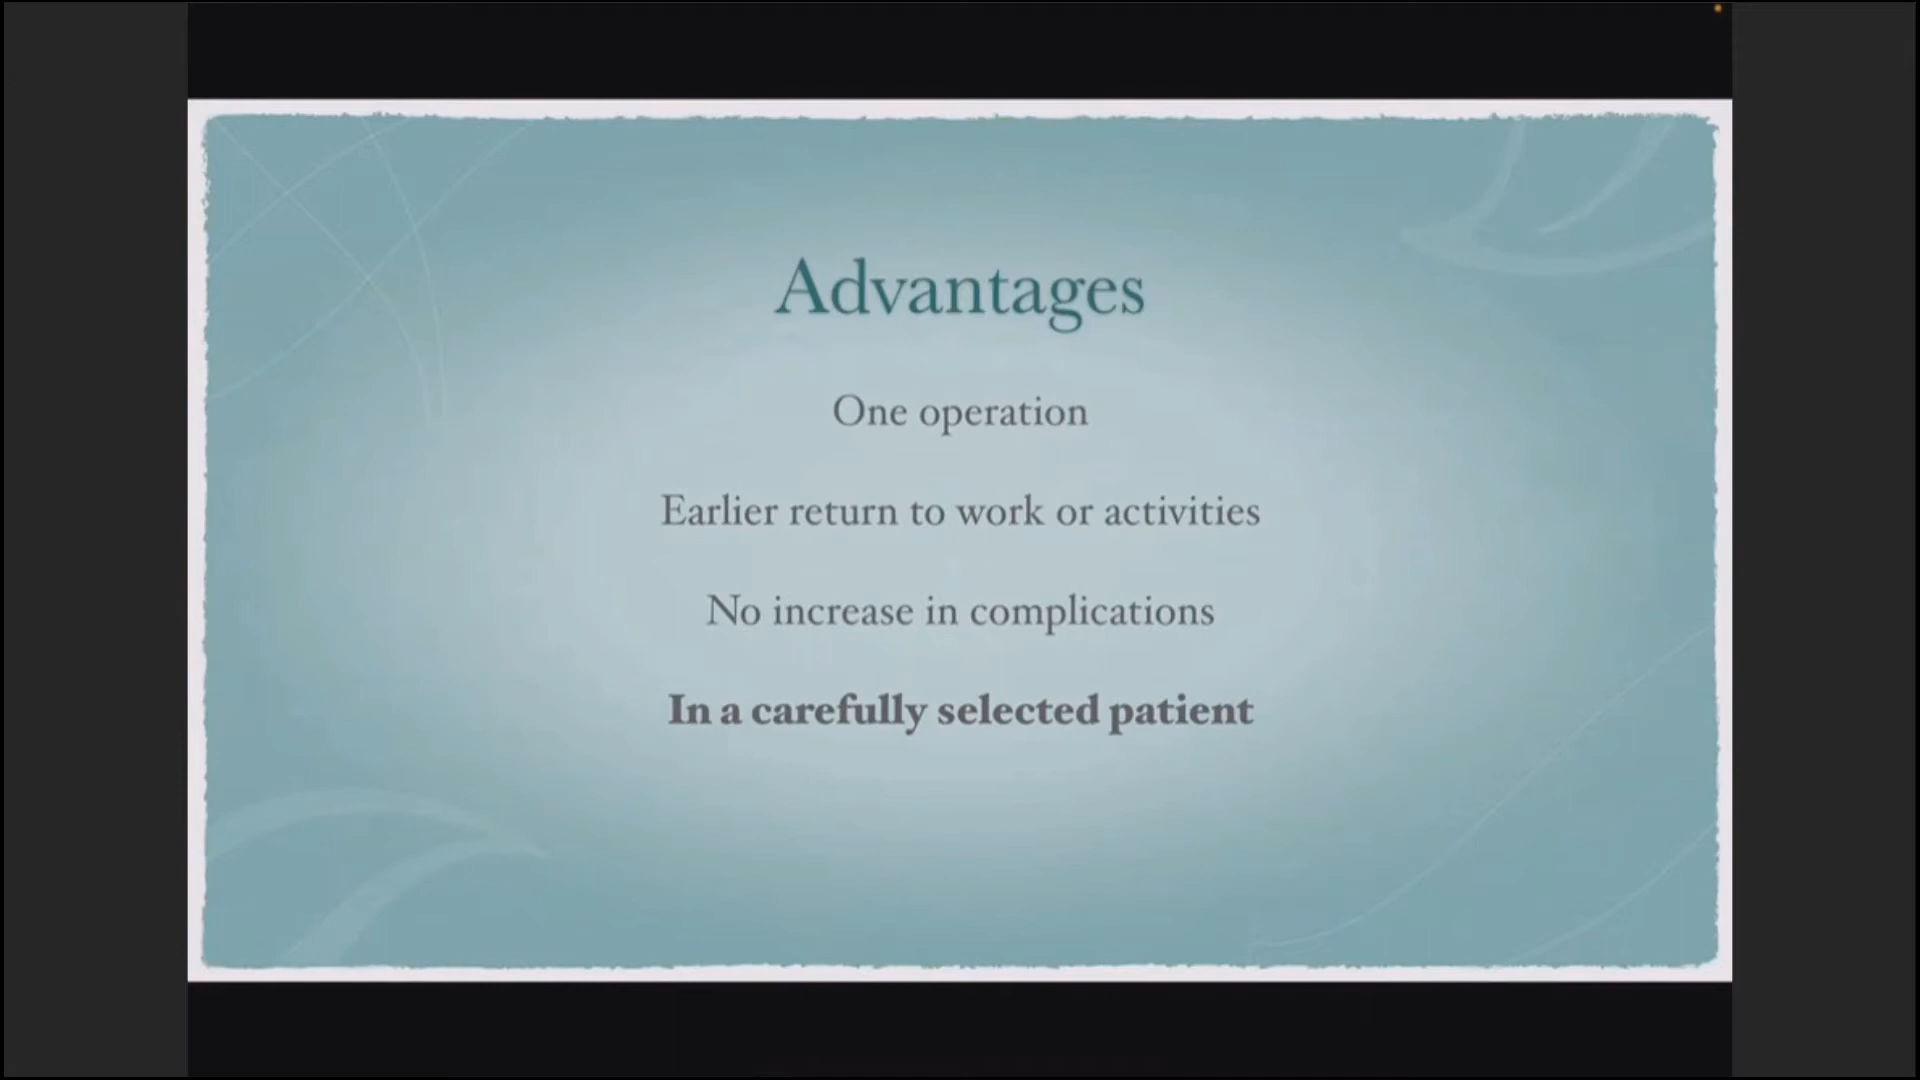 Advantages
One operation
Earlier return to work or activities
No increase in complications
In a carefully selected patient